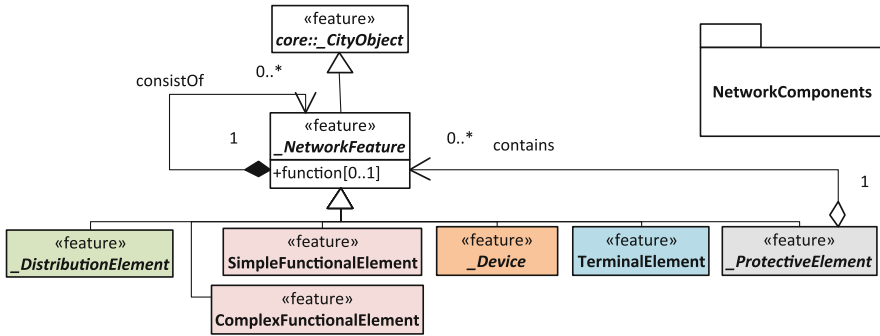 «feature»
core::_CityObject
consistOf
0..*
NetworkComponents
«feature»
_NetworkFeature
1
0..*
contains
+function[0..1]
1
«feature»
_DistributionElement
«feature»
SimpleFunctionalElement
«feature»
_Device
«feature»
TerminalElement
«feature»
_ProtectiveElement
«feature»
ComplexFunctionalElement